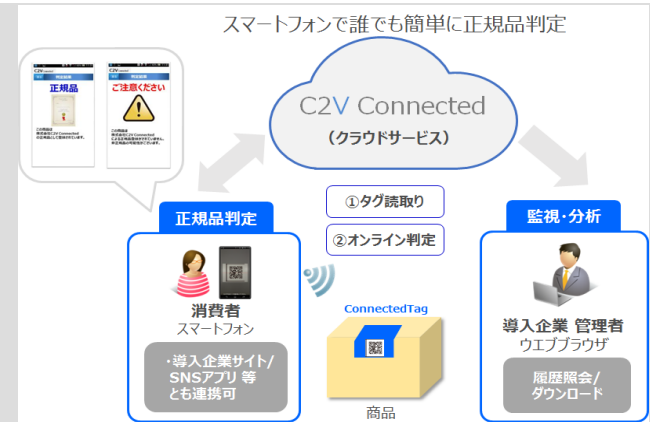 スマートフォンで誰でも簡単に正規品判定
正規品
ご注意ください
C2V Connected
(クラウドサービス)
①タグ読取り
②オンライン判定
正規品判定
消費者
スマートフォン
・導入企業サイト/
SNSアプリ 等
とも連携可
ConnectedTag
商品
監視・分析
導入企業 管理者
ウエブブラウザ
履歴照会/
ダウンロード